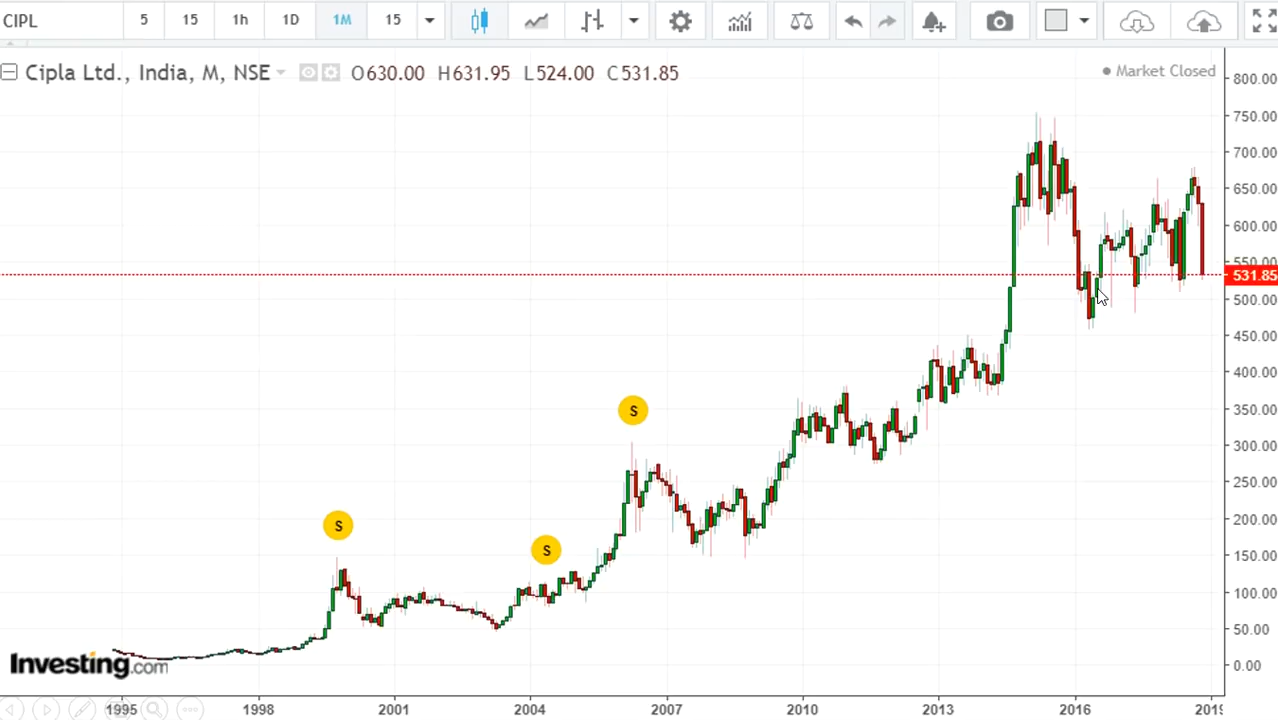 CIPL 5 15 1h 1D 1M 15
Cipla Ltd., India, M, NSE O630.00 H631.95 L524.00 C531.85
Market Closed
800.00
750.00
700.00
650.00
600.00
550.00
531.85
500.00
450.00
400.00
350.00
300.00
250.00
200.00
150.00
100.00
50.00
0.00
S
S
S
Investing.com
1995 1998 2001 2004 2007 2010 2013 2016 2019